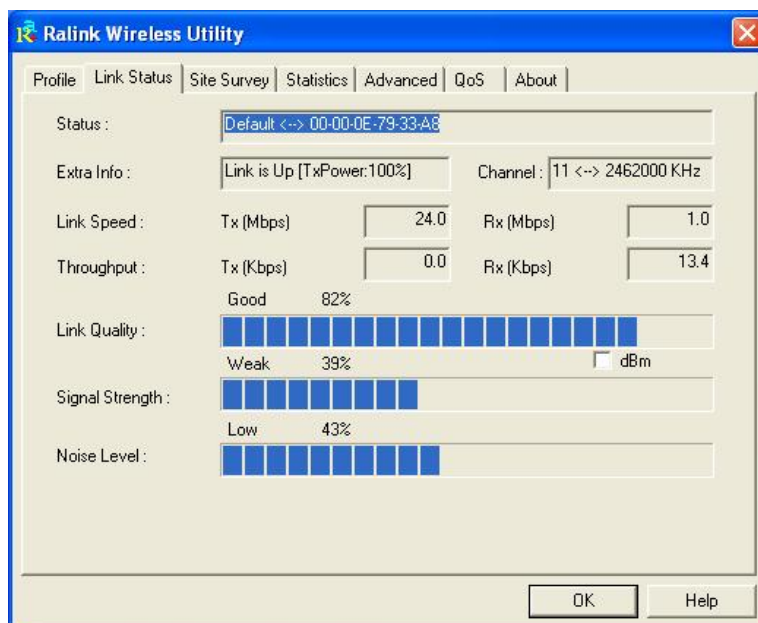 Ralink Wireless Utility
Profile Link Status Site Survey Statistics Advanced QoS About
Status : Default <--> 00-00-0E-79-33-A8
Extra Info : Link is Up [TxPower:100%] Channel : 11 <--> 2462000 KHz
Link Speed : Tx (Mbps) 24.0 Rx (Mbps) 1.0
Throughput : Tx (Kbps) 0.0 Rx (Kbps) 13.4
Good 82%
Link Quality :
Weak 39% dBm
Signal Strength :
Low 43%
Noise Level :
OK Help